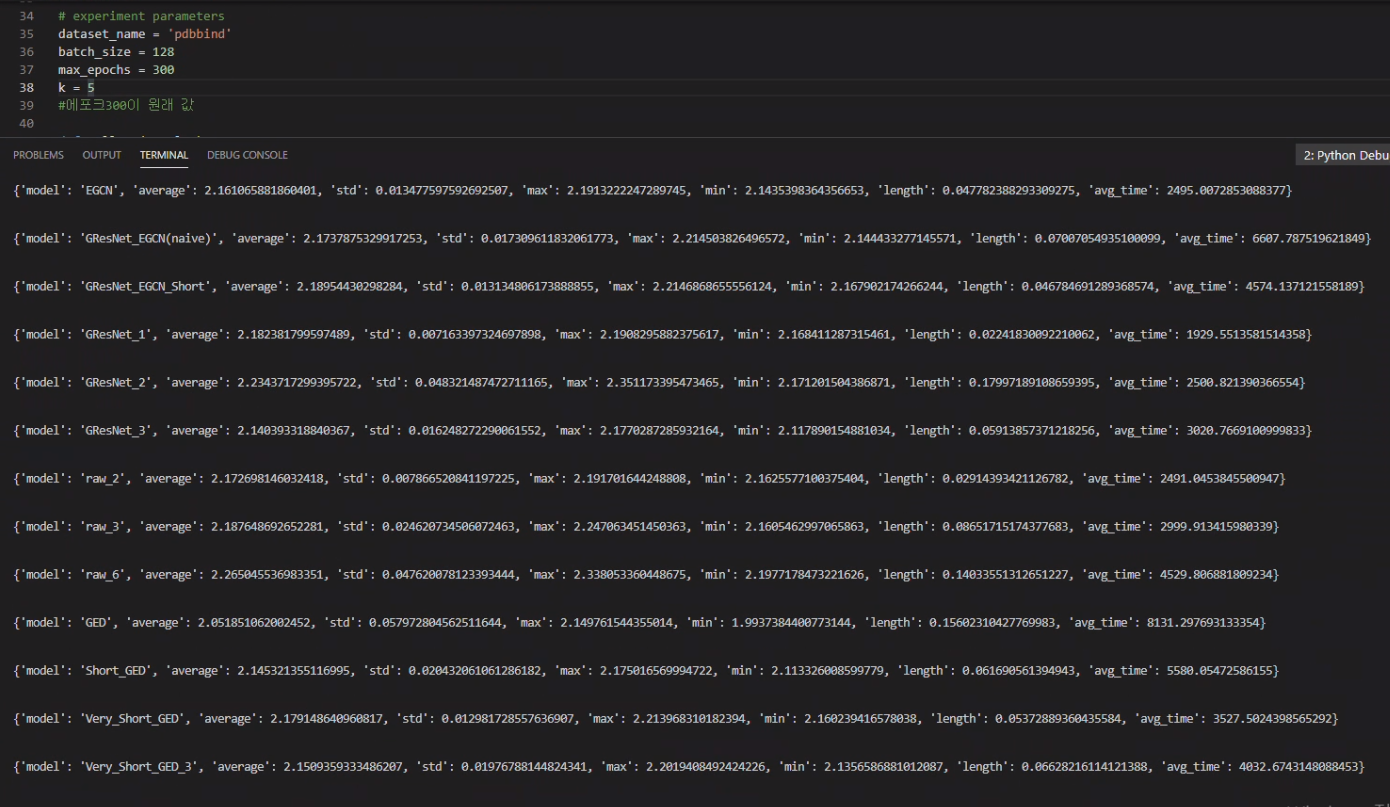 34 # experiment parameters
35 dataset_name = 'pdbbind'
36 batch_size = 128
37 max_epochs = 300
38 k = 5
39 #에포크300이 원래 값
40
PROBLEMS OUTPUT TERMINAL DEBUG CONSOLE 2: Python Debu
{'model': 'EGCN', 'average': 2.161065881860401, 'std': 0.013477597592692507, 'max': 2.1913222247289745, 'min': 2.1435398364356653, 'length': 0.047782388293309275, 'avg_time': 2495.0072853088377}
{'model': 'GResNet_EGCN(naive)', 'average': 2.1737875329917253, 'std': 0.017309611832061773, 'max': 2.214503826496572, 'min': 2.144433277145571, 'length': 0.07007054935100099, 'avg_time': 6607.787519621849}
{'model': 'GResNet_EGCN_Short', 'average': 2.18954430298284, 'std': 0.013134806173888855, 'max': 2.2146868655556124, 'min': 2.167902174266244, 'length': 0.046784691289368574, 'avg_time': 4574.137121558189}
{'model': 'GResNet_1', 'average': 2.182381799597489, 'std': 0.007163397324697898, 'max': 2.1908295882375617, 'min': 2.168411287315461, 'length': 0.02241830092210062, 'avg_time': 1929.5513581514358}
{'model': 'GResNet_2', 'average': 2.2343717299395722, 'std': 0.048321487472711165, 'max': 2.351173395473465, 'min': 2.171201504386871, 'length': 0.17997189108659395, 'avg_time': 2500.821390366554}
{'model': 'GResNet_3', 'average': 2.140393318840367, 'std': 0.016248272290061552, 'max': 2.1770287285932164, 'min': 2.117890154881034, 'length': 0.05913857371218256, 'avg_time': 3020.7669100999833}
{'model': 'raw_2', 'average': 2.172698146032418, 'std': 0.007866520841197225, 'max': 2.191701644248808, 'min': 2.1625577100375404, 'length': 0.02914393421126782, 'avg_time': 2491.0453845500947}
{'model': 'raw_3', 'average': 2.187648692652281, 'std': 0.024620734506072463, 'max': 2.247063451450363, 'min': 2.1605462997065863, 'length': 0.08651715174377683, 'avg_time': 2999.913415980339}
{'model': 'raw_6', 'average': 2.265045536983351, 'std': 0.047620078123393444, 'max': 2.338053360448675, 'min': 2.1977178473221626, 'length': 0.14033551312651227, 'avg_time': 4529.806881809234}
{'model': 'GED', 'average': 2.051851062002452, 'std': 0.057972804562511644, 'max': 2.149761544355014, 'min': 1.9937384400773144, 'length': 0.15602310427769983, 'avg_time': 8131.297693133354}
{'model': 'Short_GED', 'average': 2.145321355116995, 'std': 0.020432061061286182, 'max': 2.175016569994722, 'min': 2.113326008599779, 'length': 0.061690561394943, 'avg_time': 5580.05472586155}
{'model': 'Very_Short_GED', 'average': 2.179148640960817, 'std': 0.012981728557636907, 'max': 2.213968310182394, 'min': 2.160239416578038, 'length': 0.05372889360435584, 'avg_time': 3527.5024398565292}
{'model': 'Very_Short_GED_3', 'average': 2.1509359333486207, 'std': 0.01976788144824341, 'max': 2.2019408492424226, 'min': 2.1356586881012087, 'length': 0.06628216114121388, 'avg_time': 4032.6743148088453}